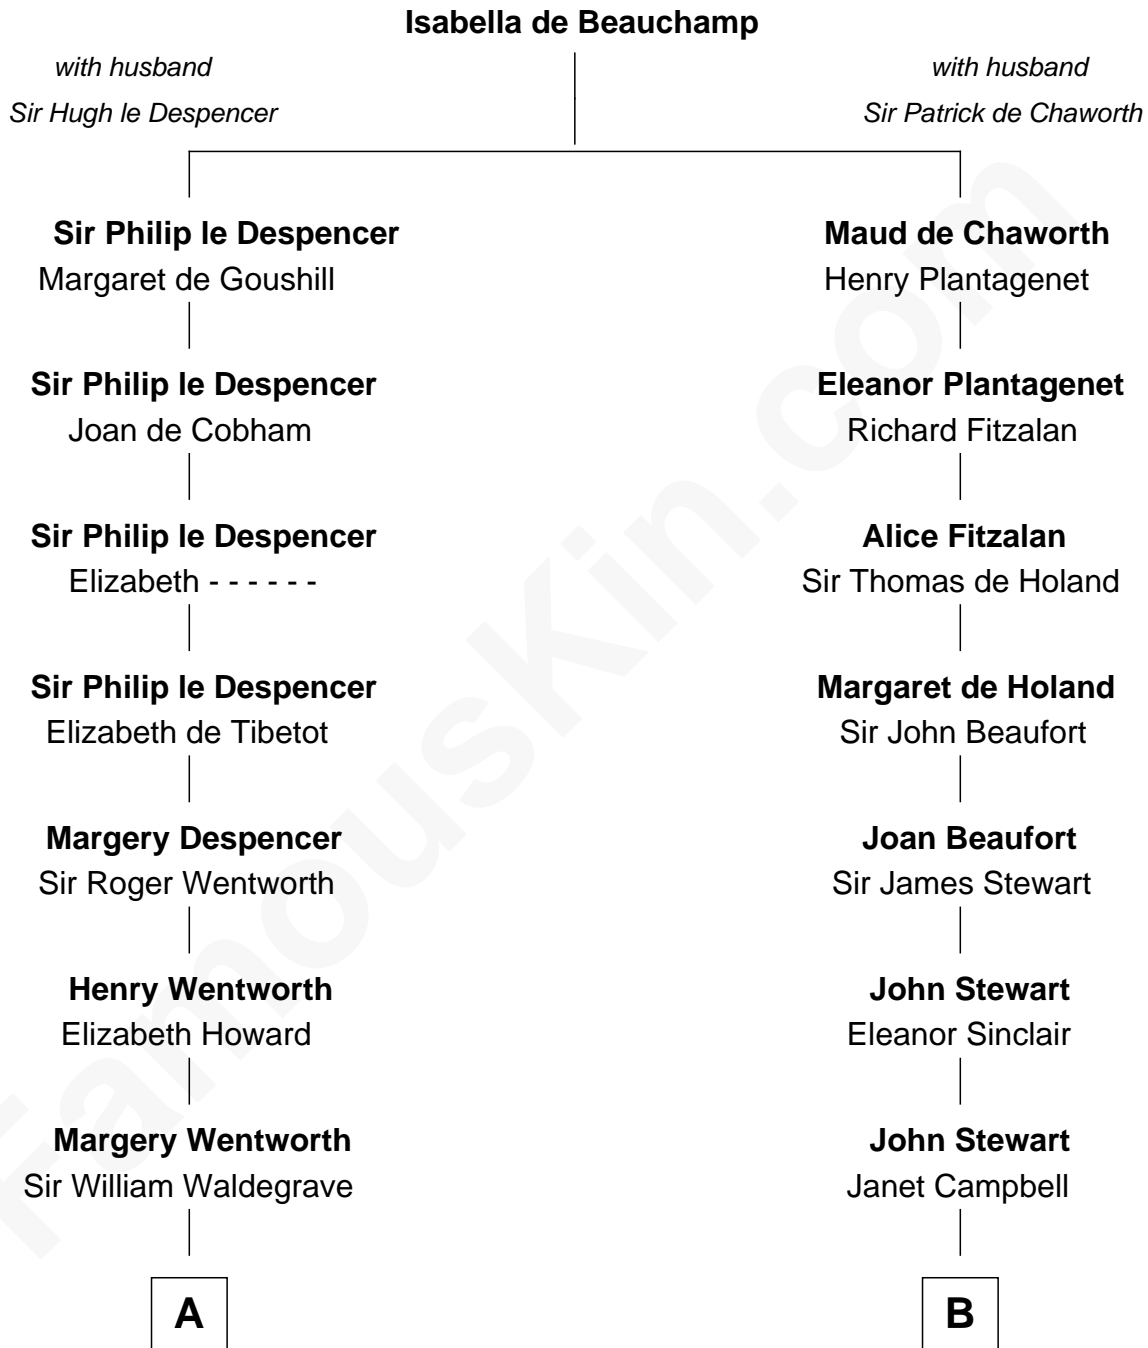 Isabella de Beauchamp
with husband
Sir Hugh le Despencer
with husband
Sir Patrick de Chaworth
Sir Philip le Despencer
Margaret de Goushill
Maud de Chaworth
Henry Plantagenet
Sir Philip le Despencer
Joan de Cobham
Eleanor Plantagenet
Richard Fitzalan
Sir Philip le Despencer
Elizabeth - - - - - -
Alice Fitzalan
Sir Thomas de Holand
Sir Philip le Despencer
Elizabeth de Tibetot
Margaret de Holand
Sir John Beaufort
Margery Despencer
Sir Roger Wentworth
Joan Beaufort
Sir James Stewart
Henry Wentworth
Elizabeth Howard
John Stewart
Eleanor Sinclair
Margery Wentworth
Sir William Waldegrave
John Stewart
Janet Campbell
A
B
FamousKin.com